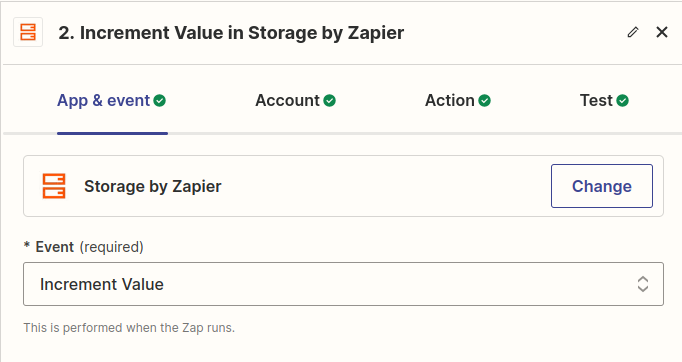 2. Increment Value in Storage by Zapier
App & event Account Action Test
Storage by Zapier Change
* Event (required)
Increment Value
This is performed when the Zap runs.